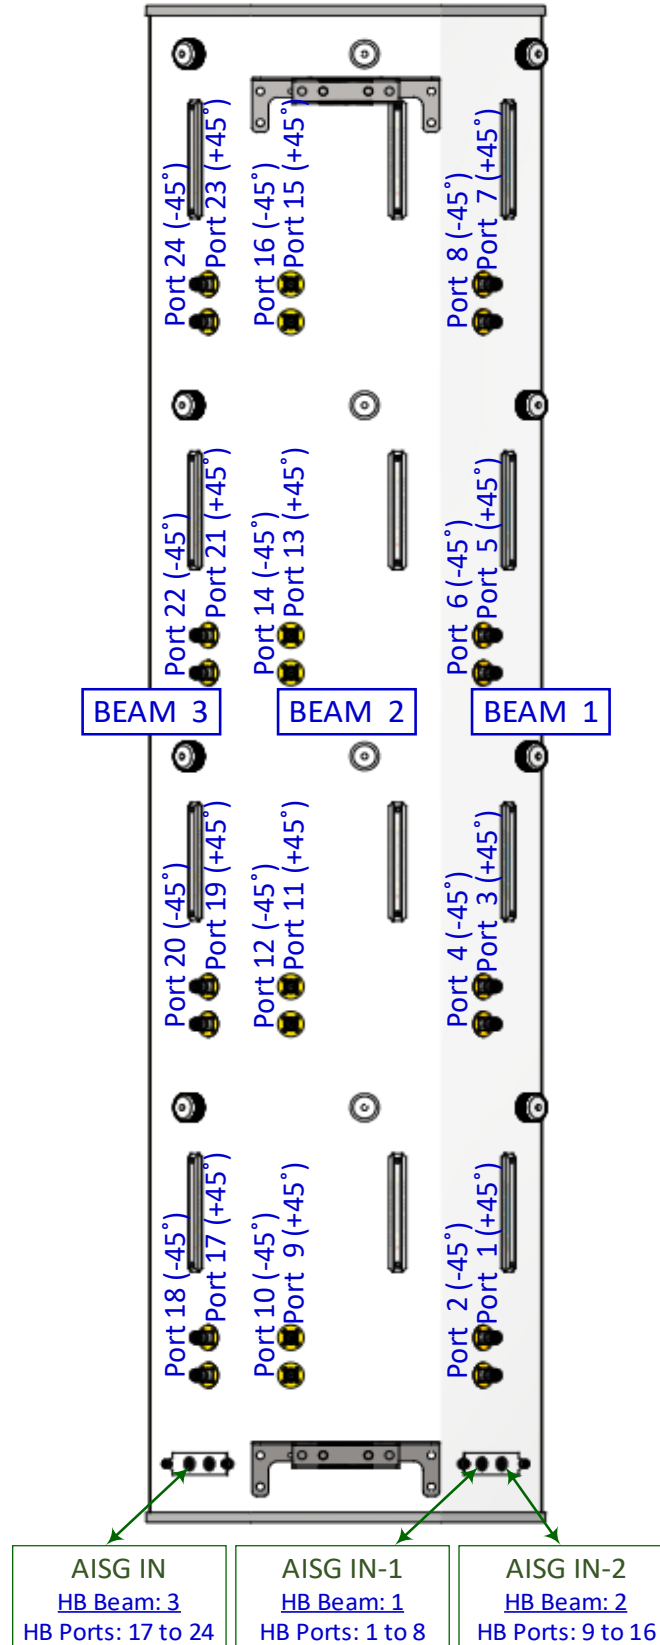 Port 24 (-45°)
Port 23 (+45°)
Port 16 (-45°)
Port 15 (+45°)
Port 8 (-45°)
Port 7 (+45°)
Port 22 (-45°)
Port 21 (+45°)
Port 14 (-45°)
Port 13 (+45°)
Port 6 (-45°)
Port 5 (+45°)
BEAM 3
BEAM 2
BEAM 1
Port 20 (-45°)
Port 19 (+45°)
Port 12 (-45°)
Port 11 (+45°)
Port 4 (-45°)
Port 3 (+45°)
Port 18 (-45°)
Port 17 (+45°)
Port 10 (-45°)
Port 9 (+45°)
Port 2 (-45°)
Port 1 (+45°)
AISG IN
HB Beam: 3
HB Ports: 17 to 24
AISG IN-1
HB Beam: 1
HB Ports: 1 to 8
AISG IN-2
HB Beam: 2
HB Ports: 9 to 16